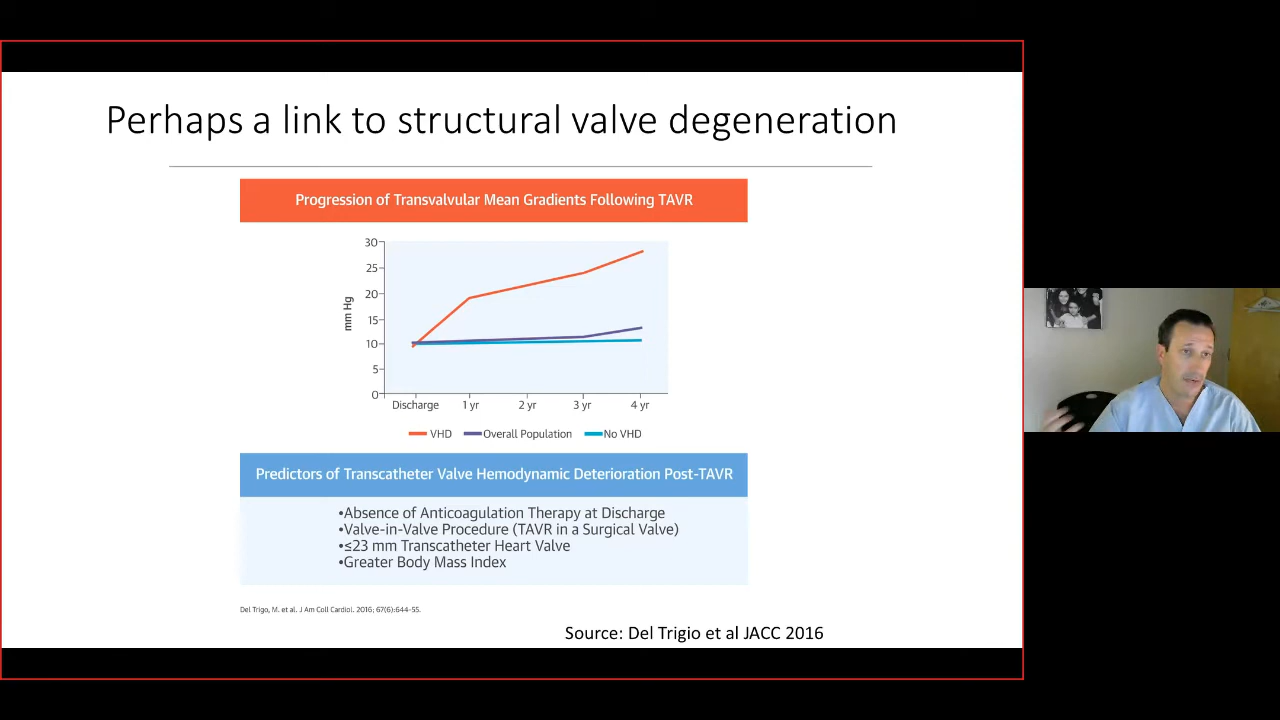 Perhaps a link to structural valve degeneration
Progression of Transvalvular Mean Gradients Following TAVR
30
25
20
15
10
5
0
mm Hg
Discharge 1 yr 2 yr 3 yr 4 yr
VHD Overall Population No VHD
Predictors of Transcatheter Valve Hemodynamic Deterioration Post-TAVR
•Absence of Anticoagulation Therapy at Discharge
•Valve-in-Valve Procedure (TAVR in a Surgical Valve)
•≤23 mm Transcatheter Heart Valve
•Greater Body Mass Index
Del Trigo, M. et al. J Am Coll Cardiol. 2016; 67(6):644-55.
Source: Del Trigio et al JACC 2016